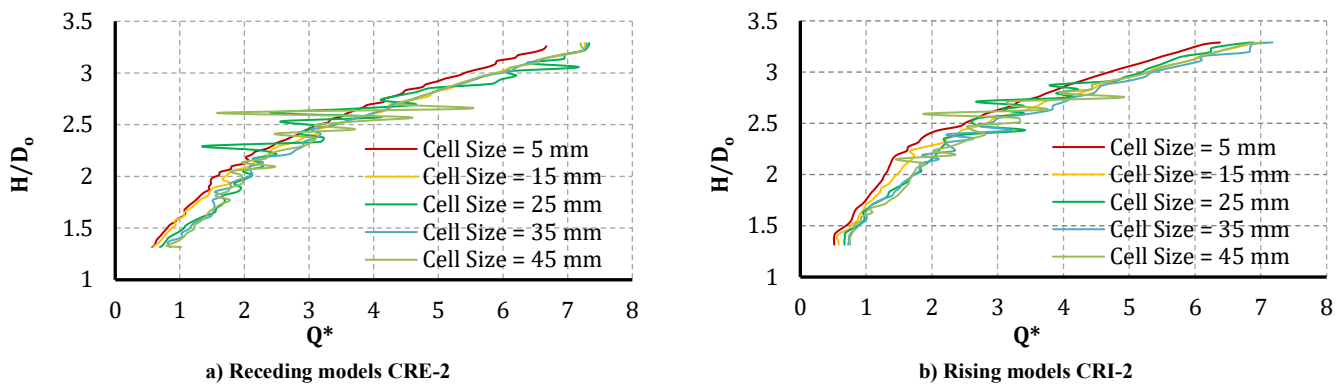 3.5
3
2.5
2
1.5
1
H/Do
Cell Size = 5 mm
Cell Size = 15 mm
Cell Size = 25 mm
Cell Size = 35 mm
Cell Size = 45 mm
0 1 2 3 4 5 6 7 8
Q*
a) Receding models CRE-2
3.5
3
2.5
2
1.5
1
H/Do
Cell Size = 5 mm
Cell Size = 15 mm
Cell Size = 25 mm
Cell Size = 35 mm
Cell Size = 45 mm
0 1 2 3 4 5 6 7 8
Q*
b) Rising models CRI-2